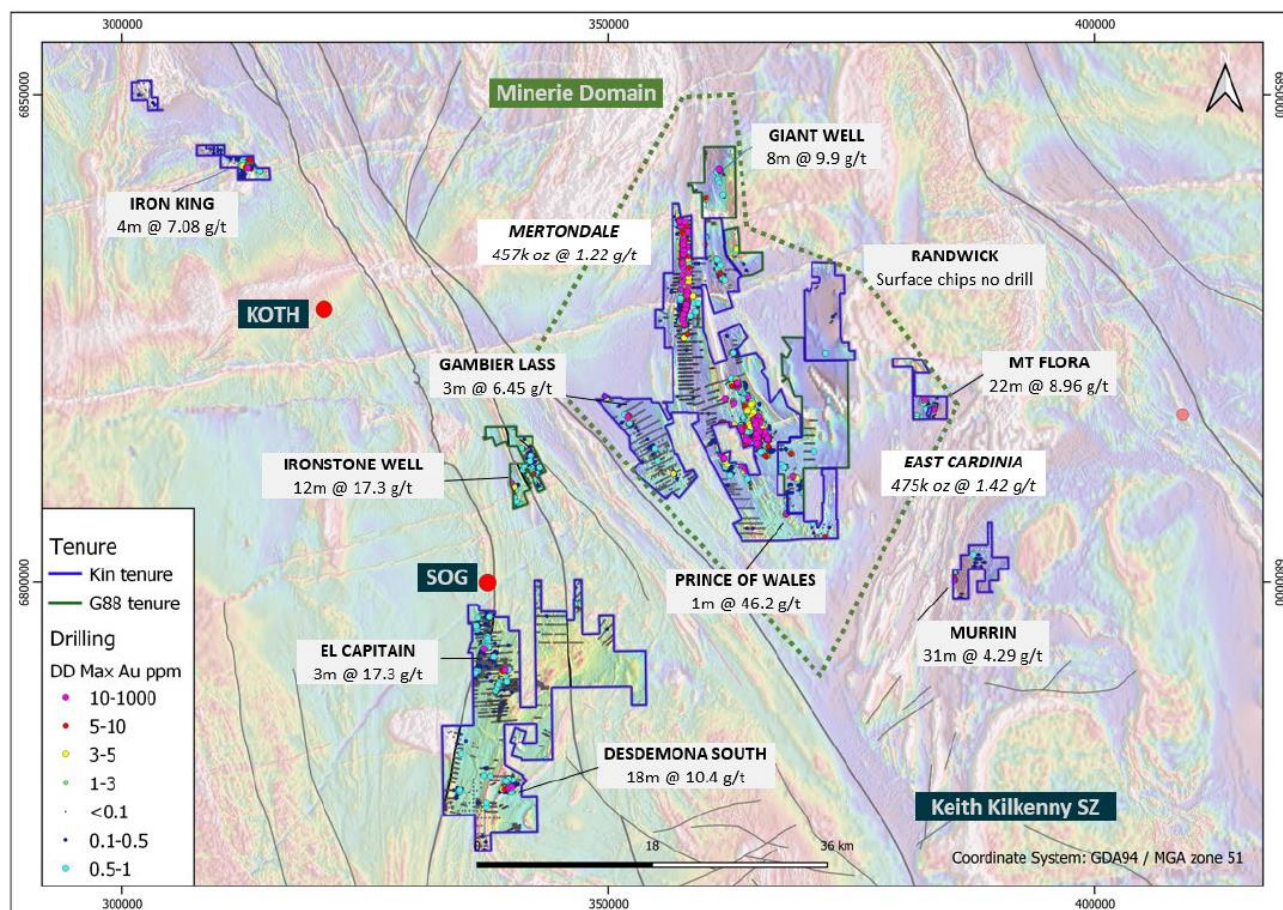 300000
350000
400000
6850000
Minerie Domain
GIANT WELL
8m @ 9.9 g/t
IRON KING
4m @ 7.08 g/t
MERTONDALE
457k oz @ 1.22 g/t
RANDWICK
Surface chips no drill
KOTH
GAMBIER LASS
3m @ 6.45 g/t
MT FLORA
22m @ 8.96 g/t
IRONSTONE WELL
12m @ 17.3 g/t
EAST CARDINIA
475k oz @ 1.42 g/t
6800000
SOG
PRINCE OF WALES
1m @ 46.2 g/t
MURRIN
31m @ 4.29 g/t
EL CAPITAIN
3m @ 17.3 g/t
DESDEMONA SOUTH
18m @ 10.4 g/t
Keith Kilkenny SZ
Tenure
Kin tenure
G88 tenure
Drilling
DD Max Au ppm
10-1000
5-10
3-5
1-3
<0.1
0.1-0.5
0.5-1
18
36 km
Coordinate System: GDA94 / MGA zone 51
300000
350000
400000